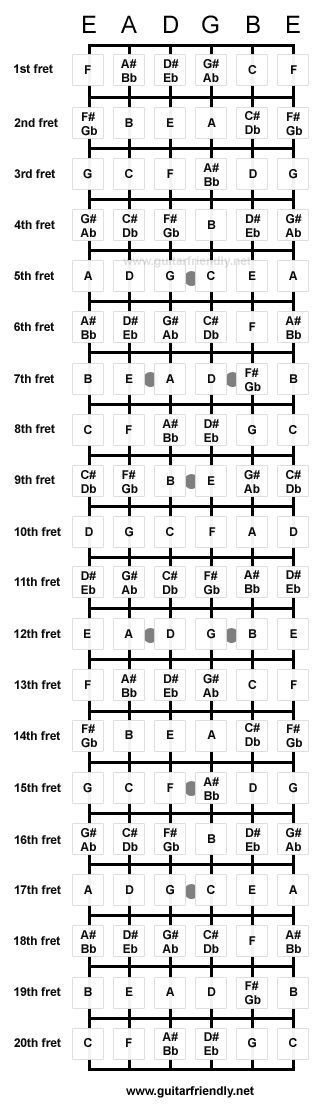 E A D G B E
1st fret F A# Bb D# Eb G# Ab C F
2nd fret F# Gb B E A C# Db F# Gb
3rd fret G C F A# Bb D G
4th fret G# Ab C# Db F# Gb B D# Eb G# Ab
www.guitarfriendly.net
5th fret A D G C E A
6th fret A# Bb D# Eb G# Ab C# Db F A# Bb
7th fret B E A D F# Gb B
8th fret C F A# Bb D# Eb G C
9th fret C# Db F# Gb B E G# Ab C# Db
10th fret D G C F A D
11th fret D# Eb G# Ab C# Db F# Gb A# Bb D# Eb
12th fret E A D G B E
13th fret F A# Bb D# Eb G# Ab C F
14th fret F# Gb B E A C# Db F# Gb
15th fret G C F A# Bb D G
16th fret G# Ab C# Db F# Gb B D# Eb G# Ab
17th fret A D G C E A
18th fret A# Bb D# Eb G# Ab C# Db F A# Bb
19th fret B E A D F# Gb B
20th fret C F A# Bb D# Eb G C
www.guitarfriendly.net